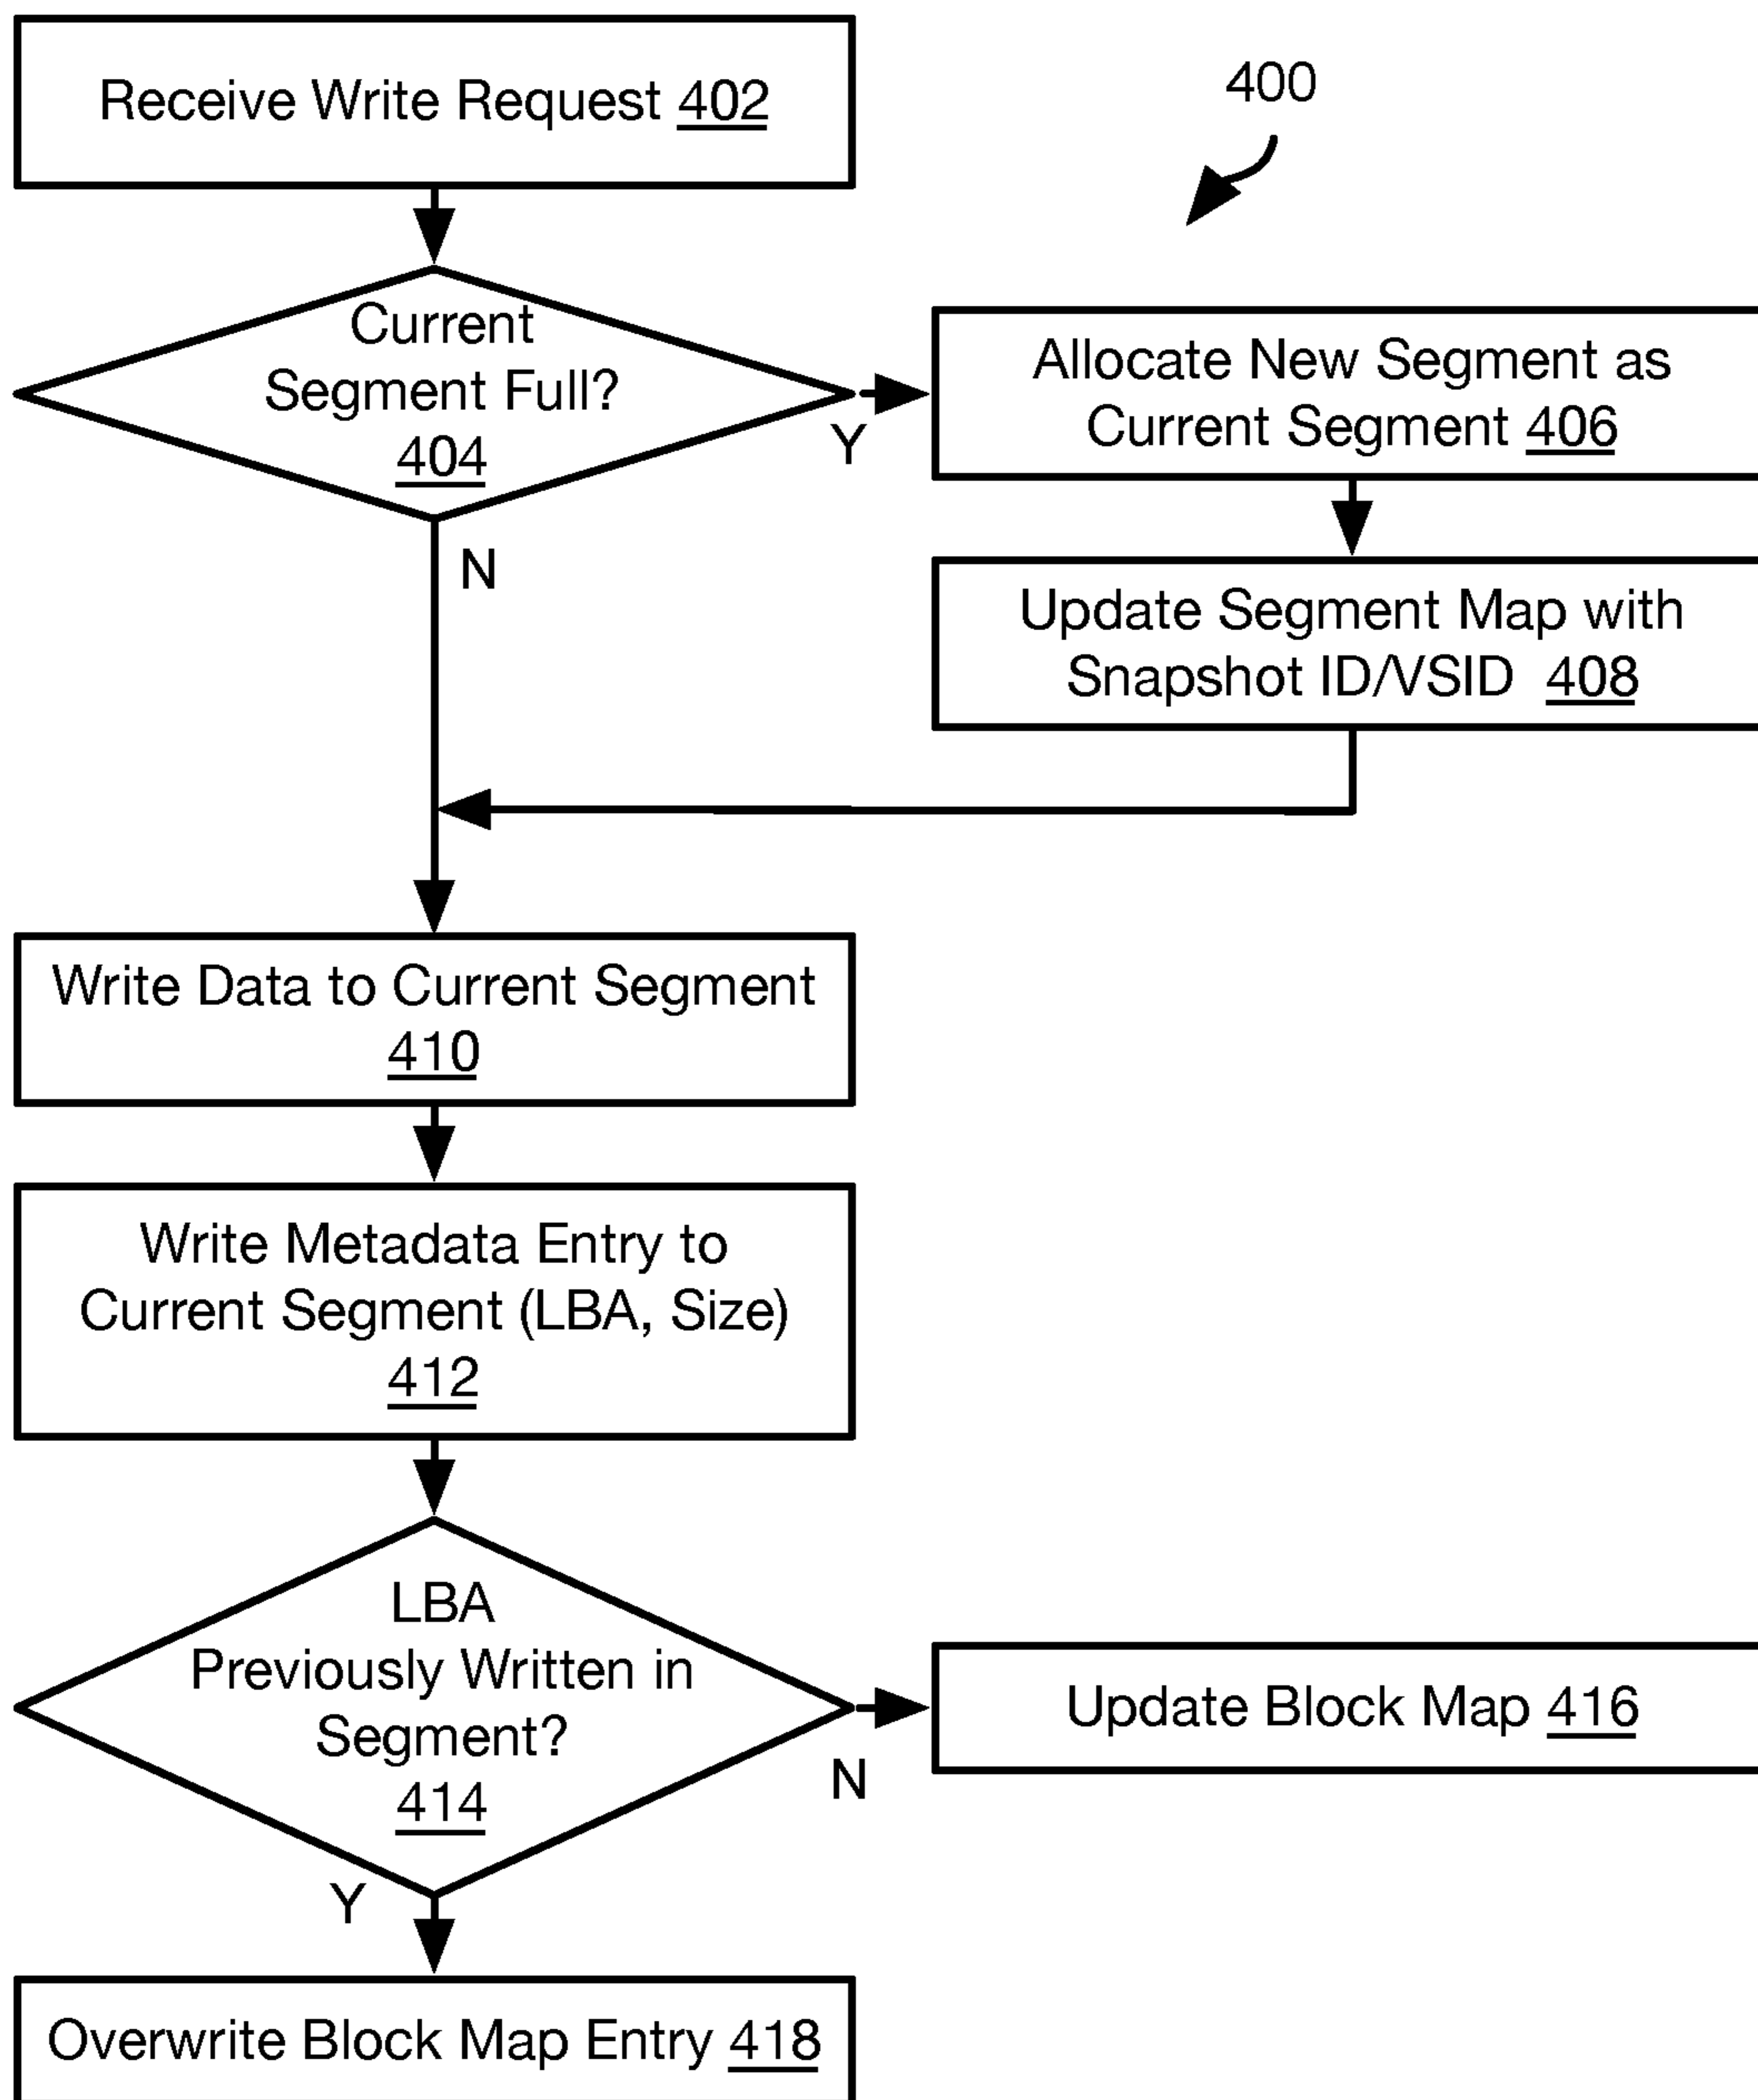 Receive Write Request 402
400
Current
Segment Full?
404
Y
N
Allocate New Segment as
Current Segment 406
Update Segment Map with
Snapshot ID/VSID 408
Write Data to Current Segment
410
Write Metadata Entry to
Current Segment (LBA, Size)
412
LBA
Previously Written in
Segment?
414
N
Y
Update Block Map 416
Overwrite Block Map Entry 418